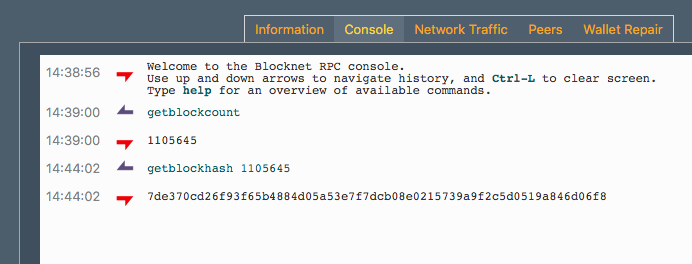 Information Console Network Traffic Peers Wallet Repair
14:38:56 Welcome to the Blocknet RPC console.
Use up and down arrows to navigate history, and Ctrl-L to clear screen.
Type help for an overview of available commands.
14:39:00 getblockcount
14:39:00 1105645
14:44:02 getblockhash 1105645
14:44:02 7de370cd26f93f65b4884d05a53e7f7dcb08e0215739a9f2c5d0519a846d06f8